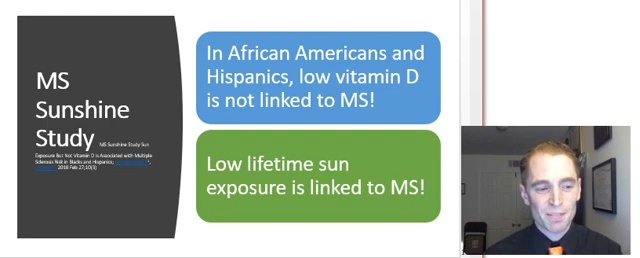 MS
Sunshine
Study MS Sunshine Study Sun
Exposure But Not Vitamin D Is Associated with Multiple
Sclerosis Risk in Blacks and Hispanics,
2018 Feb 27;10(3)
In African Americans and
Hispanics, low vitamin D
is not linked to MS!
Low lifetime sun
exposure is linked to MS!